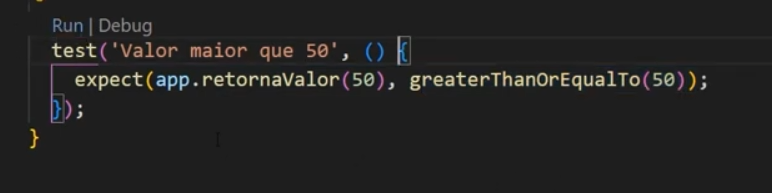 Run | Debug
test('Valor maior que 50', () {
expect(app.retornaValor(50), greaterThanOrEqualTo(50));
});
}